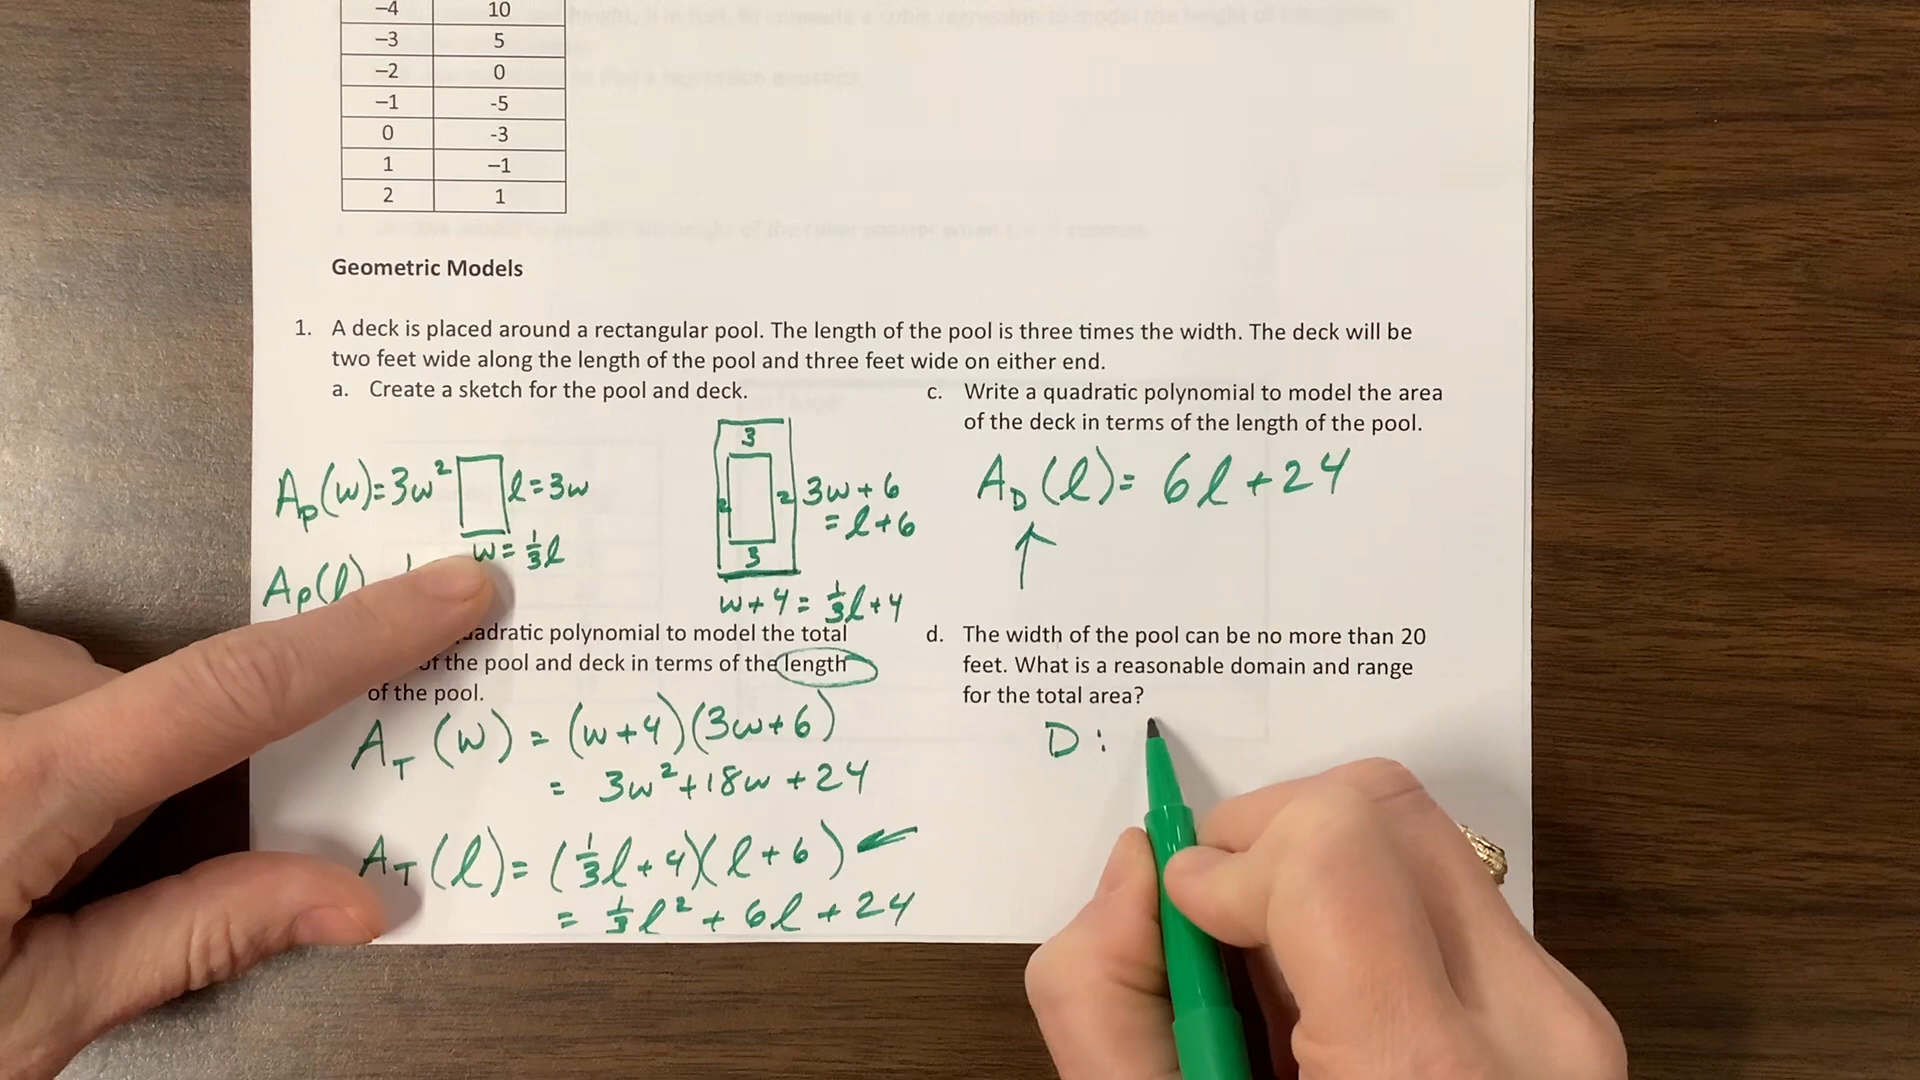 −4 10
−3 5
−2 0
−1 -5
0 -3
1 −1
2 1
Geometric Models
1. A deck is placed around a rectangular pool. The length of the pool is three times the width. The deck will be
two feet wide along the length of the pool and three feet wide on either end.
a. Create a sketch for the pool and deck.
A_P(w)=3w² l=3w
w=⅓l
A_P(l)
3
2 2
3
3w+6
=l+6
w+4=⅓l+4
quadratic polynomial to model the total
of the pool and deck in terms of the length
of the pool.
A_T(w) = (w+4)(3w+6)
= 3w²+18w+24
A_T(l)=(⅓l+4)(l+6)
= ⅓l²+6l+24
c. Write a quadratic polynomial to model the area
of the deck in terms of the length of the pool.
A_D(l)= 6l+24
d. The width of the pool can be no more than 20
feet. What is a reasonable domain and range
for the total area?
D: